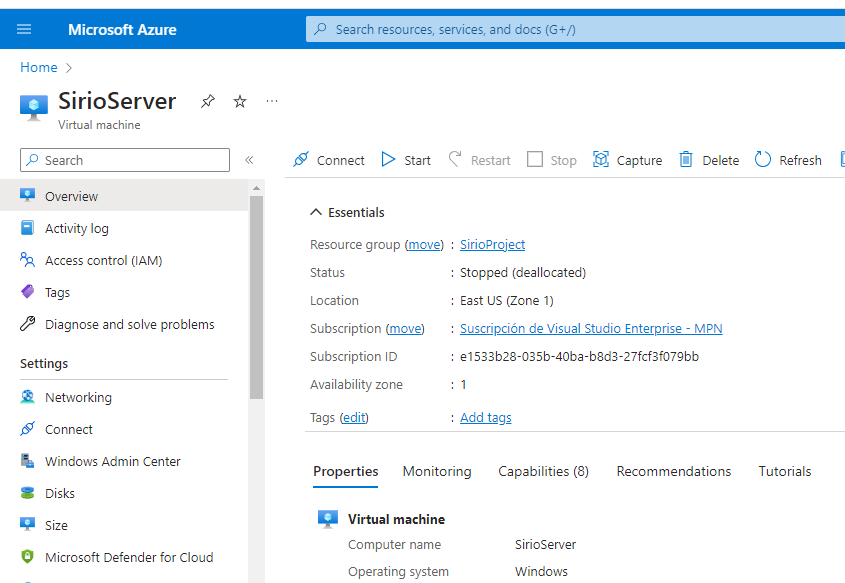 Microsoft Azure
Search resources, services, and docs (G+/)
Home
SirioServer
Virtual machine
Search
Connect Start Restart Stop Capture Delete Refresh
Overview
Activity log
Access control (IAM)
Tags
Diagnose and solve problems
Settings
Networking
Connect
Windows Admin Center
Disks
Size
Microsoft Defender for Cloud
Essentials
Resource group (move) : SirioProject
Status : Stopped (deallocated)
Location : East US (Zone 1)
Subscription (move) : Suscripción de Visual Studio Enterprise - MPN
Subscription ID : e1533b28-035b-40ba-b8d3-27fcf3f079bb
Availability zone : 1
Tags (edit) : Add tags
Properties Monitoring Capabilities (8) Recommendations Tutorials
Virtual machine
Computer name SirioServer
Operating system Windows